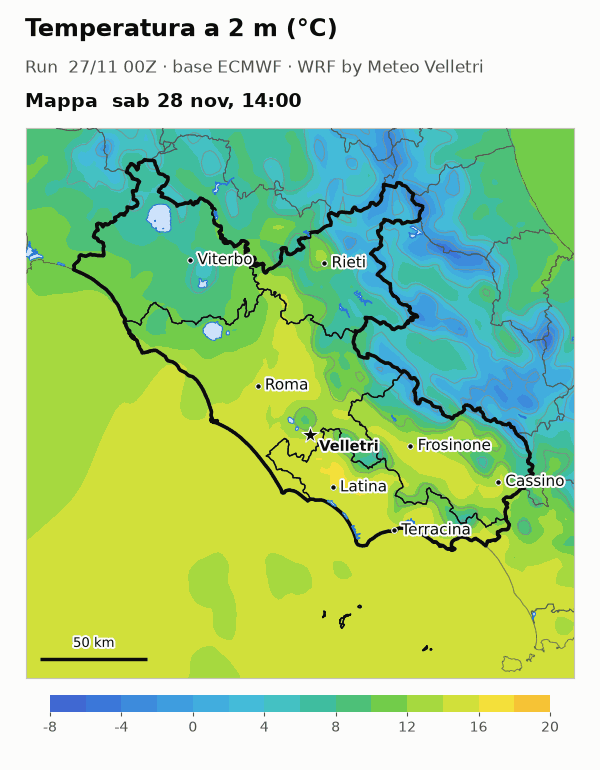 Temperatura a 2 m (°C)
Run  27/11 00Z · base ECMWF · WRF by Meteo Velletri
Mappa  sab 28 nov, 14:00
Viterbo
Rieti
Roma
Velletri
Frosinone
Latina
Cassino
Terracina
50 km
-8 -4 0 4 8 12 16 20